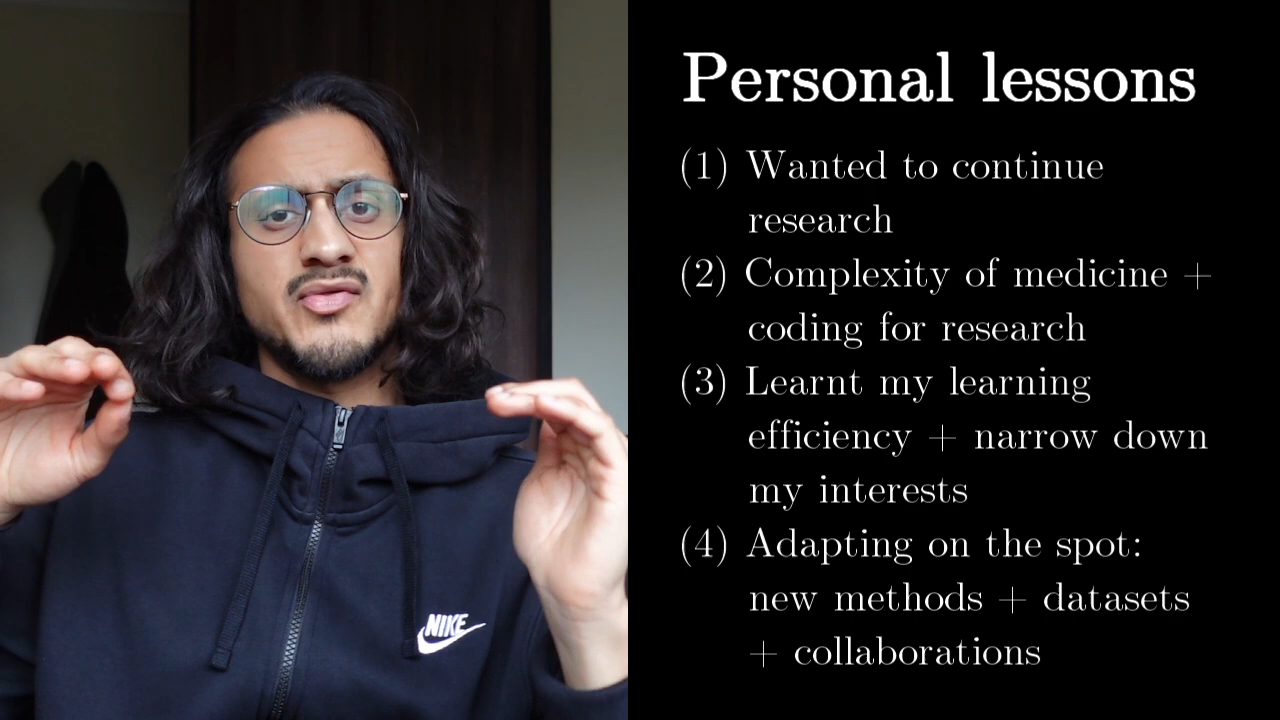 Personal lessons
(1) Wanted to continue
research
(2) Complexity of medicine +
coding for research
(3) Learnt my learning
efficiency + narrow down
my interests
(4) Adapting on the spot:
new methods + datasets
+ collaborations
NIKE